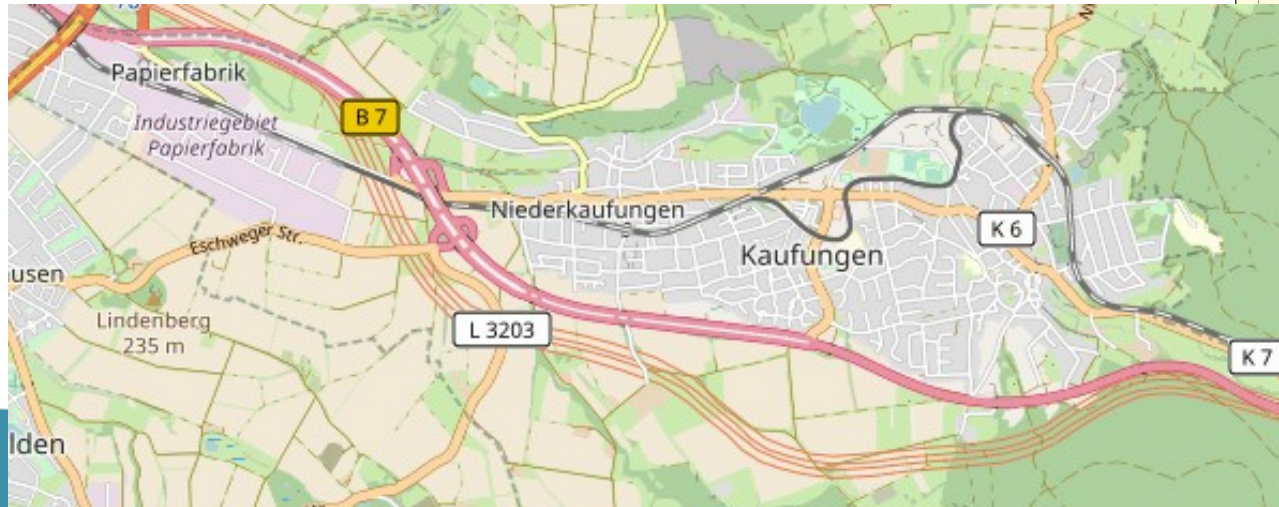 Papierfabrik
B 7
Industriegebiet
Papierfabrik
Niederkaufungen
K 6
Eschweger Str.
Kaufungen
usen
Lindenberg
235 m
L 3203
K 7
lden